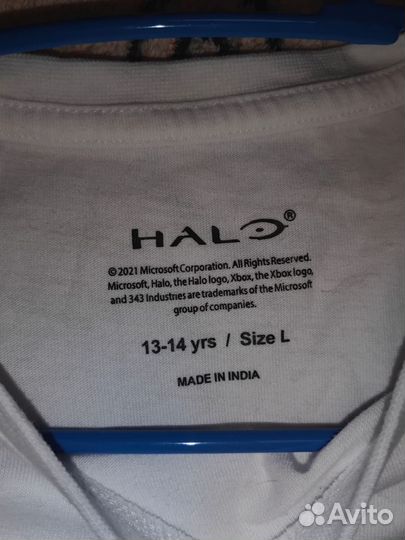 HALO®
© 2021 Microsoft Corporation. All Rights Reserved.
Microsoft, Halo, the Halo logo, Xbox, the Xbox logo,
and 343 Industries are trademarks of the Microsoft
group of companies.
13-14 yrs / Size L
MADE IN INDIA
Avito